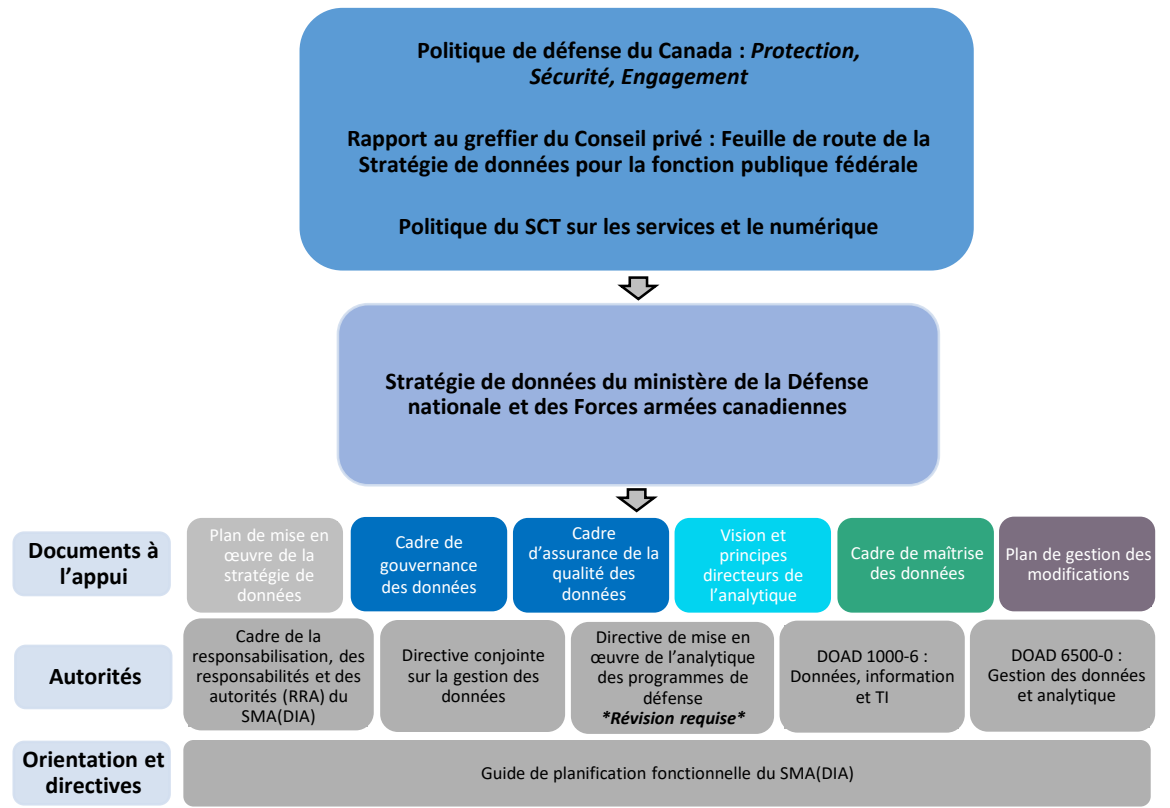 Politique de défense du Canada : Protection,
Sécurité, Engagement
Rapport au greffier du Conseil privé : Feuille de route de la
Stratégie de données pour la fonction publique fédérale
Politique du SCT sur les services et le numérique
Stratégie de données du ministère de la Défense
nationale et des Forces armées canadiennes
Documents à
l'appui
Plan de mise en
œuvre de la
stratégie de
données
Cadre de
gouvernance
des données
Cadre
d'assurance de la
qualité des
données
Vision et
principes
directeurs de
l'analytique
Cadre de maîtrise
des données
Plan de gestion des
modifications
Autorités
Cadre de la
responsabilisation, des
responsabilités et des
autorités (RRA) du
SMA(DIA)
Directive conjointe
sur la gestion des
données
Directive de mise en
œuvre de l'analytique
des programmes de
défense
*Révision requise*
DOAD 1000-6 :
Données, information
et TI
DOAD 6500-0 :
Gestion des données
et analytique
Orientation et
directives
Guide de planification fonctionnelle du SMA(DIA)